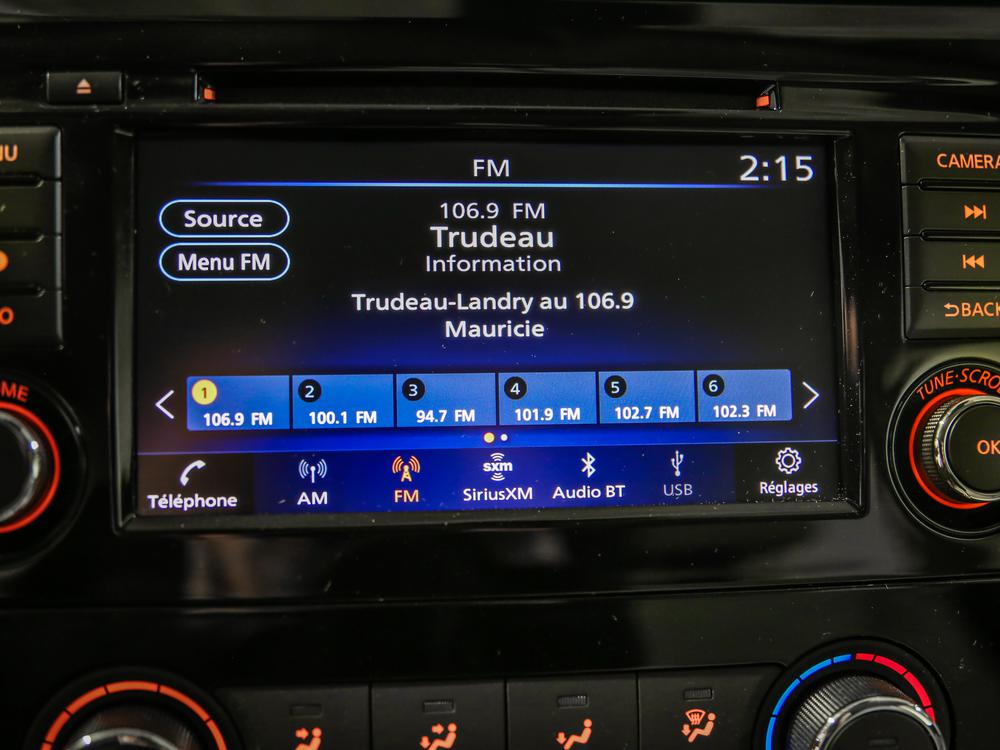 FM
2:15
Source
Menu FM
106.9 FM
Trudeau
Information
Trudeau-Landry au 106.9
Mauricie
1
106.9 FM
2
100.1 FM
3
94.7 FM
4
101.9 FM
5
102.7 FM
6
102.3 FM
Téléphone
AM
FM
sxm
SiriusXM
Audio BT
USB
Réglages
CAMERA
BACK
TUNE·SCRO
OK
NU
O
ME